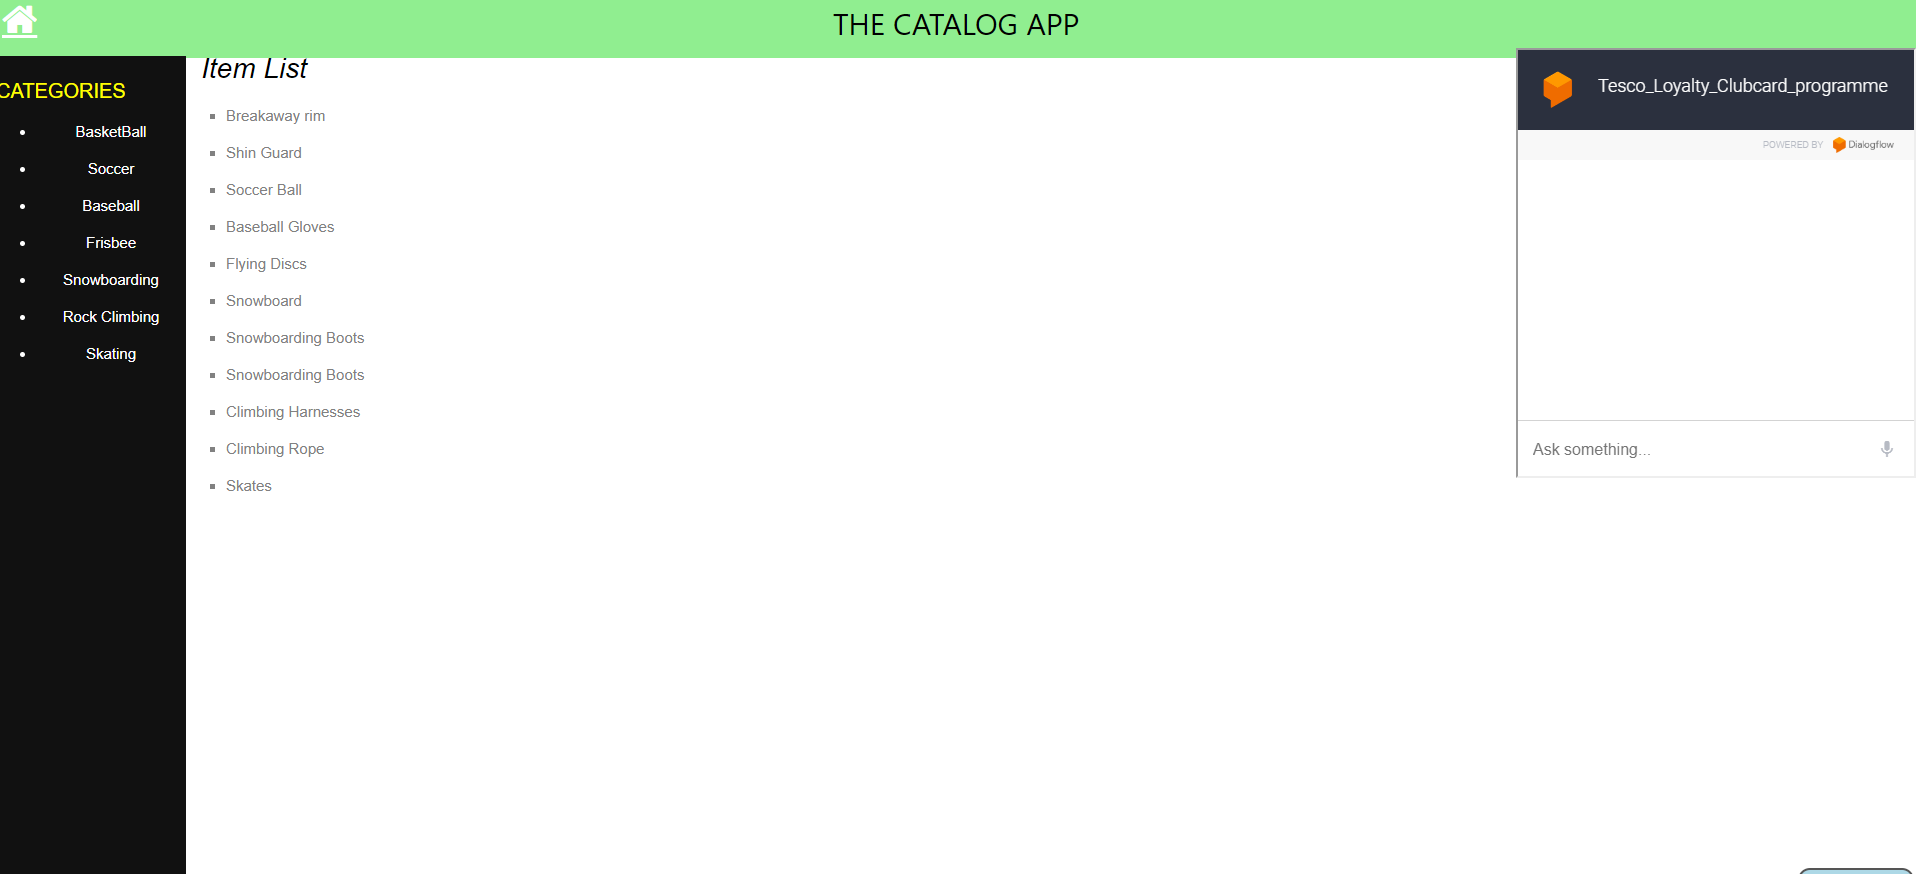 THE CATALOG APP
CATEGORIES
BasketBall
Soccer
Baseball
Frisbee
Snowboarding
Rock Climbing
Skating
Item List
Breakaway rim
Shin Guard
Soccer Ball
Baseball Gloves
Flying Discs
Snowboard
Snowboarding Boots
Snowboarding Boots
Climbing Harnesses
Climbing Rope
Skates
Tesco_Loyalty_Clubcard_programme
POWERED BY Dialogflow
Ask something...